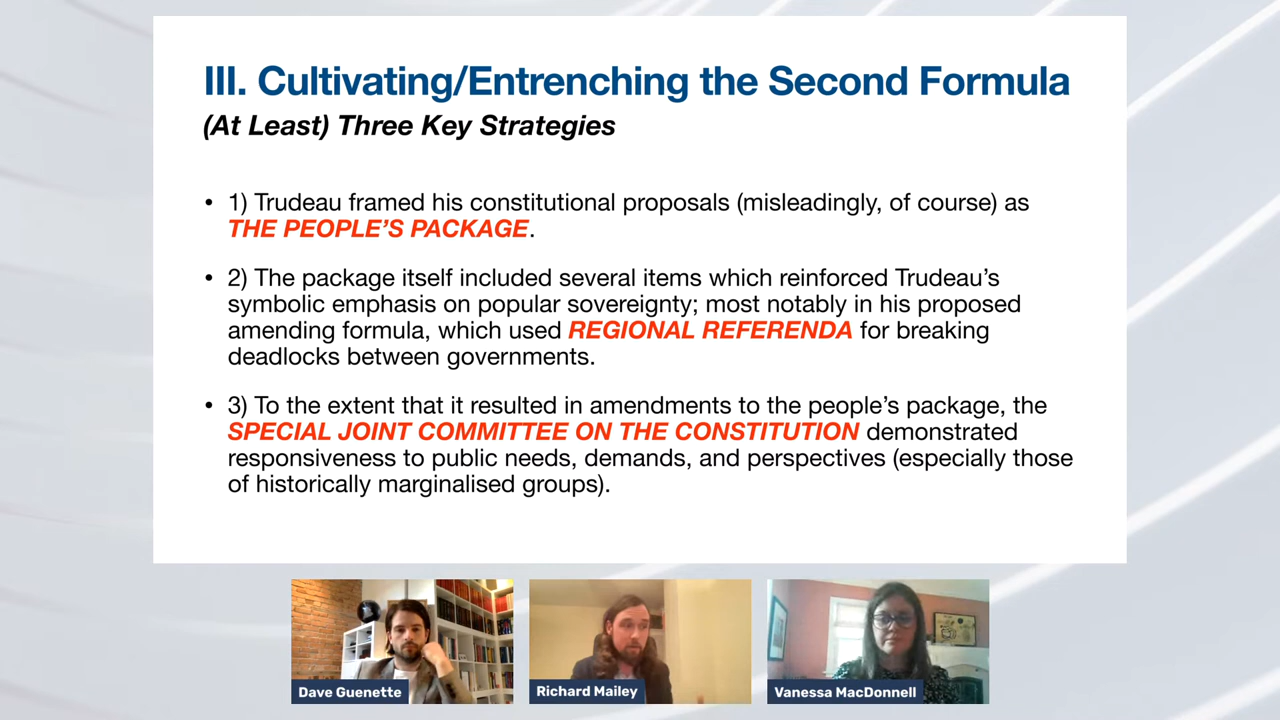 III. Cultivating/Entrenching the Second Formula
(At Least) Three Key Strategies
• 1) Trudeau framed his constitutional proposals (misleadingly, of course) as
THE PEOPLE’S PACKAGE.
• 2) The package itself included several items which reinforced Trudeau’s
symbolic emphasis on popular sovereignty; most notably in his proposed
amending formula, which used REGIONAL REFERENDA for breaking
deadlocks between governments.
• 3) To the extent that it resulted in amendments to the people’s package, the
SPECIAL JOINT COMMITTEE ON THE CONSTITUTION demonstrated
responsiveness to public needs, demands, and perspectives (especially those
of historically marginalised groups).
Dave Guenette
Richard Mailey
Vanessa MacDonnell